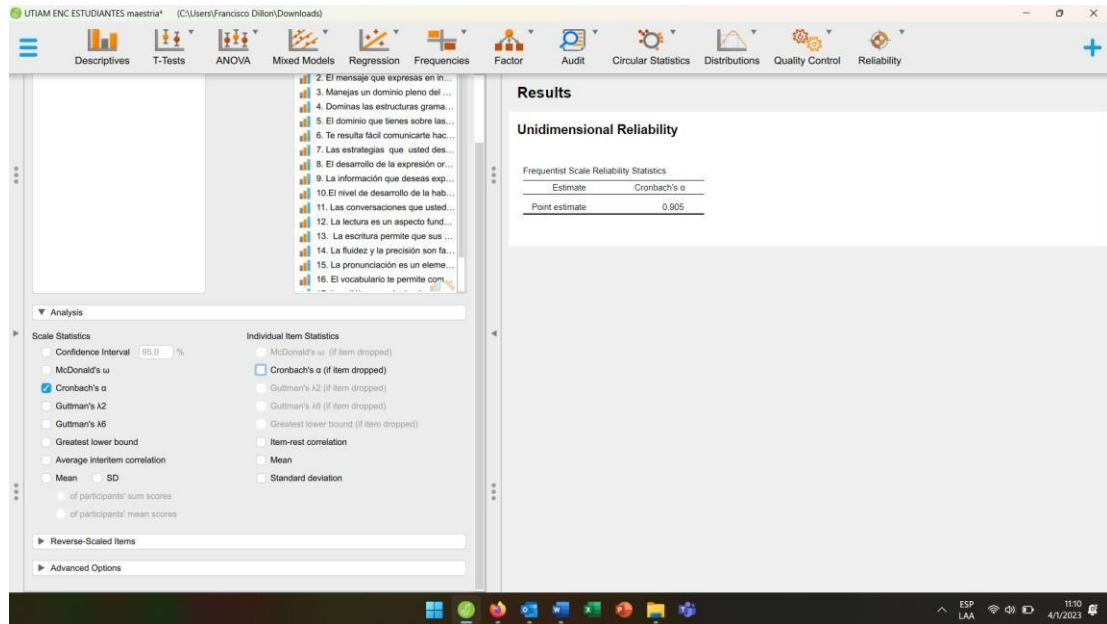 UTIAM ENC ESTUDIANTES maestria* (C:\Users\Francisco Dillon\Downloads)
Descriptives T-Tests ANOVA Mixed Models Regression Frequencies Factor Audit Circular Statistics Distributions Quality Control Reliability
2. El mensaje que expresas en in...
3. Manejas un dominio pleno del ...
4. Dominas las estructuras grama...
5. El dominio que tienes sobre las...
6. Te resulta fácil comunicarte hac...
7. Las estrategias que usted des...
8. El desarrollo de la expresión or...
9. La información que deseas exp...
10.El nivel de desarrollo de la hab...
11. Las conversaciones que usted...
12. La lectura es un aspecto fund...
13. La escritura permite que sus ...
14. La fluidez y la precisión son fa...
15. La pronunciación es un eleme...
16. El vocabulario te permite com...
Analysis
Scale Statistics
Confidence Interval 95.0 %
McDonald's ω
Cronbach's α
Guttman's λ2
Guttman's λ6
Greatest lower bound
Average interitem correlation
Mean SD
of participants' sum scores
of participants' mean scores
Individual Item Statistics
McDonald's ω (if item dropped)
Cronbach's α (if item dropped)
Guttman's λ2 (if item dropped)
Guttman's λ6 (if item dropped)
Greatest lower bound (if item dropped)
Item-rest correlation
Mean
Standard deviation
Reverse-Scaled Items
Advanced Options
Results
Unidimensional Reliability
Frequentist Scale Reliability Statistics
Estimate Cronbach's α
Point estimate 0.905
ESP
LAA
11:10
4/1/2023